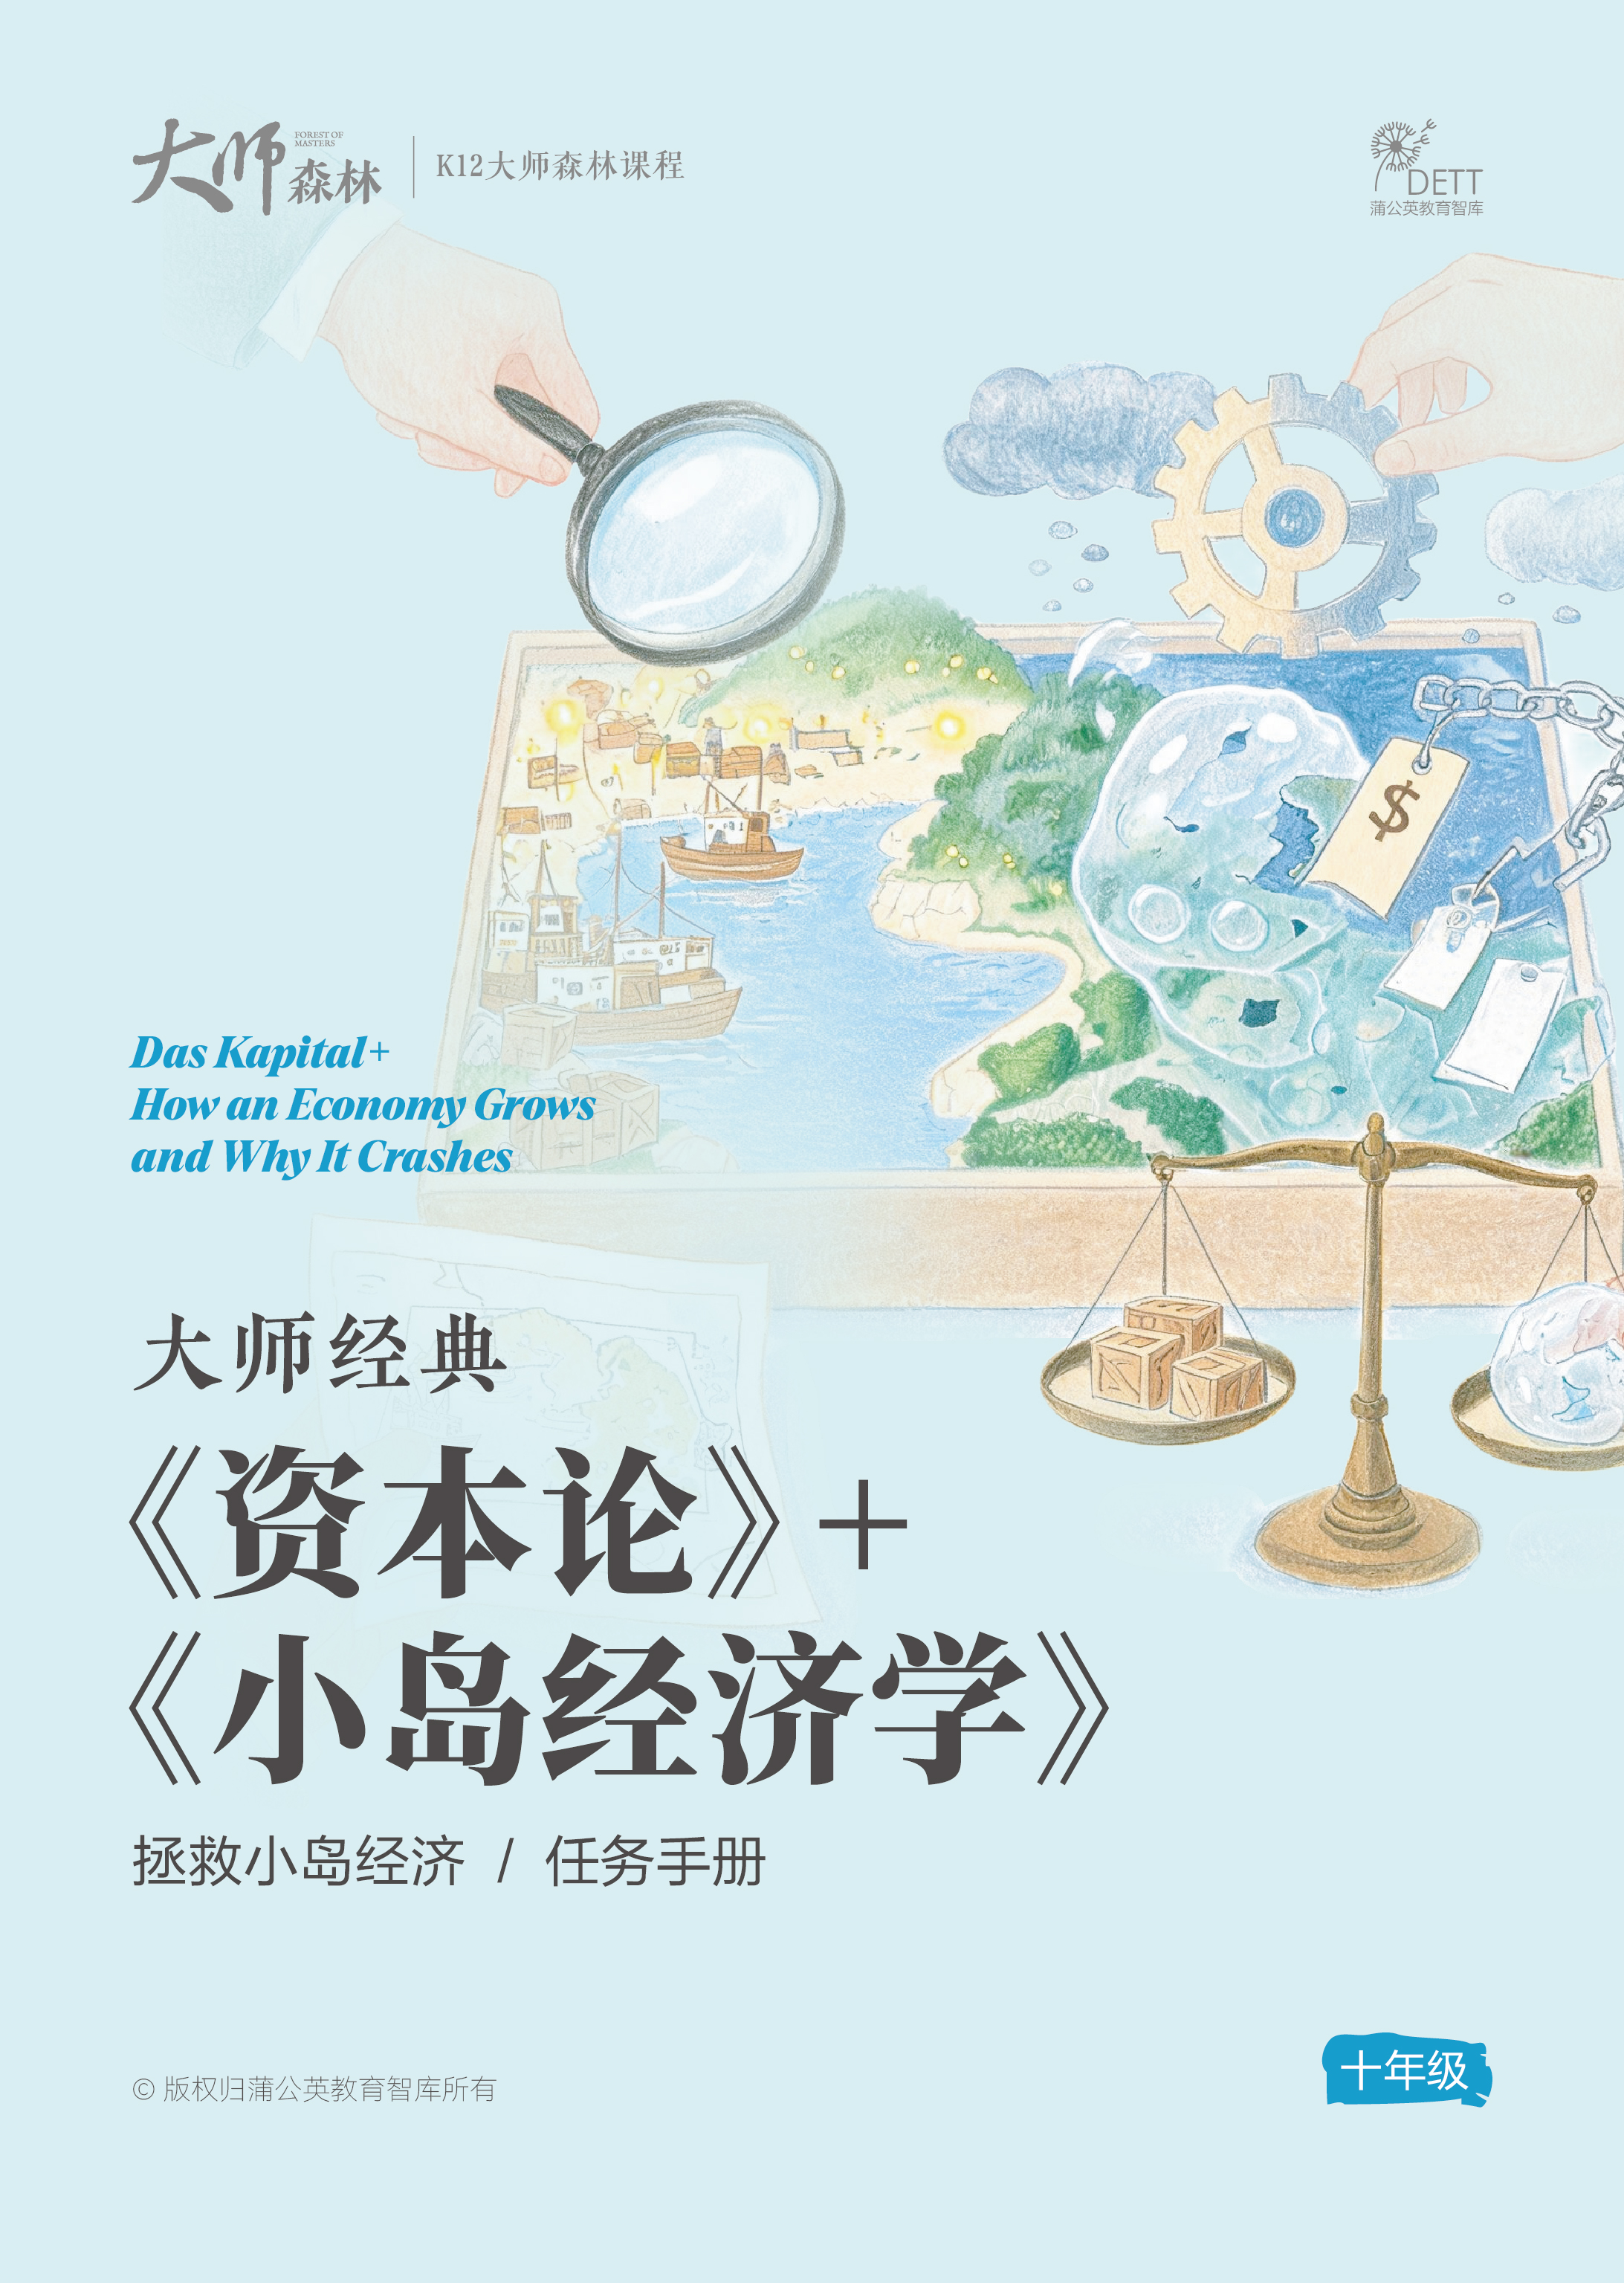 大师森林
FOREST OF
MASTERS
K12大师森林课程
DETT
蒲公英教育智库
$
Das Kapital+
How an Economy Grows
and Why It Crashes
大师经典
《资本论》+
《小岛经济学》
拯救小岛经济 / 任务手册
© 版权归蒲公英教育智库所有
十年级